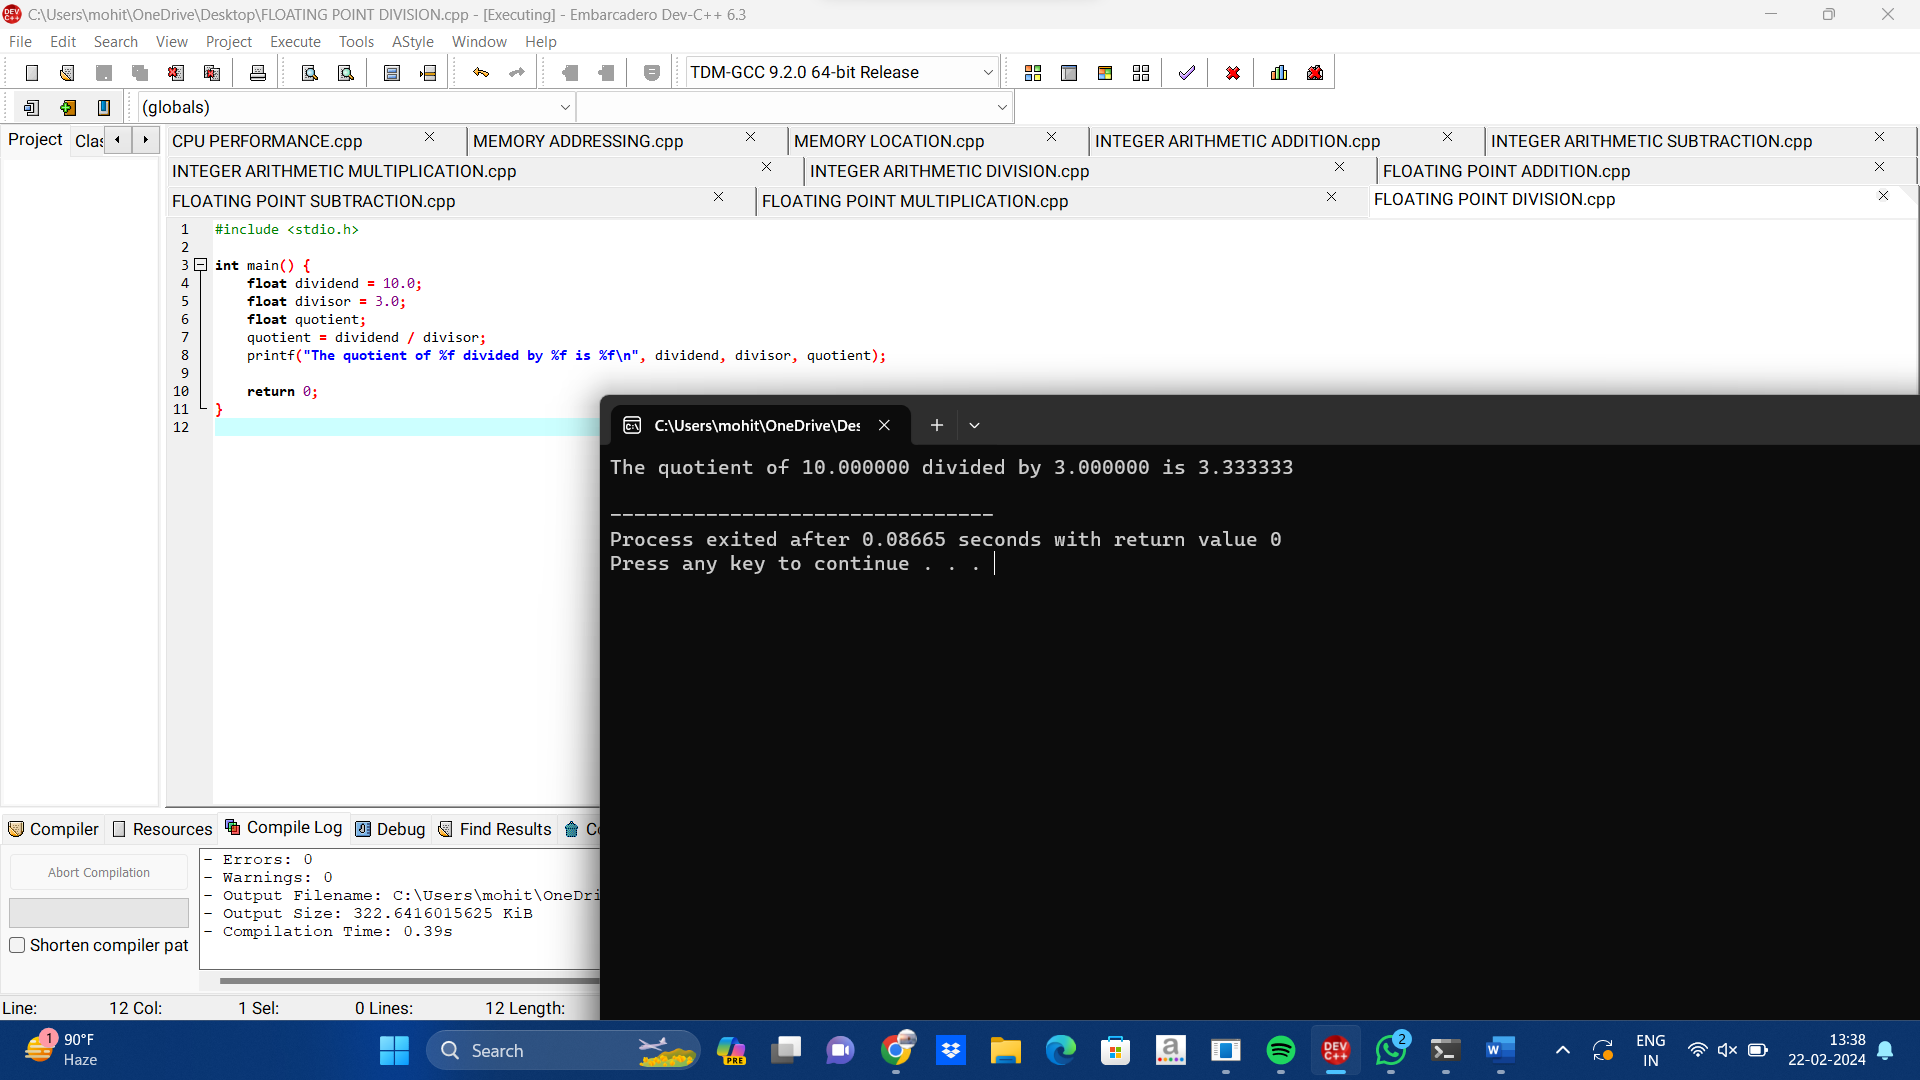 C:\Users\mohit\OneDrive\Desktop\FLOATING POINT DIVISION.cpp - [Executing] - Embarcadero Dev-C++ 6.3
File Edit Search View Project Execute Tools AStyle Window Help
TDM-GCC 9.2.0 64-bit Release
(globals)
Project Clas
CPU PERFORMANCE.cpp MEMORY ADDRESSING.cpp MEMORY LOCATION.cpp INTEGER ARITHMETIC ADDITION.cpp INTEGER ARITHMETIC SUBTRACTION.cpp
INTEGER ARITHMETIC MULTIPLICATION.cpp INTEGER ARITHMETIC DIVISION.cpp FLOATING POINT ADDITION.cpp
FLOATING POINT SUBTRACTION.cpp FLOATING POINT MULTIPLICATION.cpp FLOATING POINT DIVISION.cpp
1 #include <stdio.h>
2
3 int main() {
4 float dividend = 10.0;
5 float divisor = 3.0;
6 float quotient;
7 quotient = dividend / divisor;
8 printf("The quotient of %f divided by %f is %f\n", dividend, divisor, quotient);
9
10 return 0;
11 }
12
C:\Users\mohit\OneDrive\Des
The quotient of 10.000000 divided by 3.000000 is 3.333333
--------------------------------
Process exited after 0.08665 seconds with return value 0
Press any key to continue . . .
Compiler Resources Compile Log Debug Find Results C
Abort Compilation
Shorten compiler pat
- Errors: 0
- Warnings: 0
- Output Filename: C:\Users\mohit\OneDri
- Output Size: 322.6416015625 KiB
- Compilation Time: 0.39s
Line: 12 Col: 1 Sel: 0 Lines: 12 Length:
1 90°F
Haze
Search
PRE
DEV C++
2
ENG
IN
13:38
22-02-2024